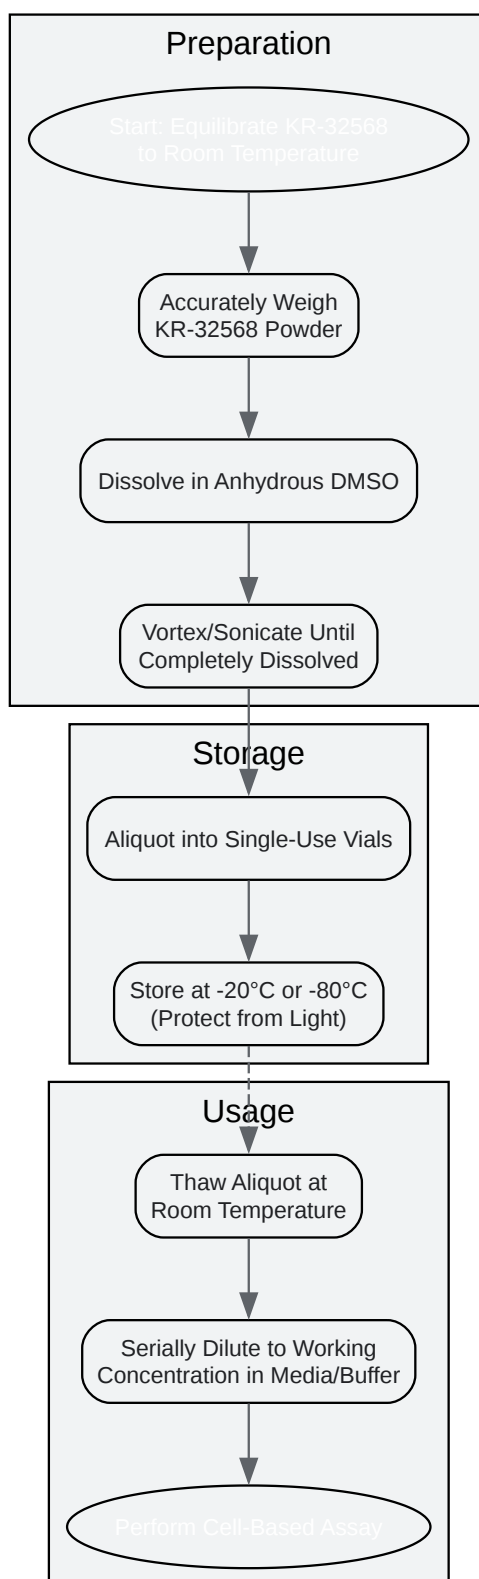 Preparation
Start: Equilibrate KR-32568
to Room Temperature
Accurately Weigh
KR-32568 Powder
Dissolve in Anhydrous DMSO
Vortex/Sonicate Until
Completely Dissolved
Storage
Aliquot into Single-Use Vials
Store at -20°C or -80°C
(Protect from Light)
Usage
Thaw Aliquot at
Room Temperature
Serially Dilute to Working
Concentration in Media/Buffer
Perform Cell-Based Assay